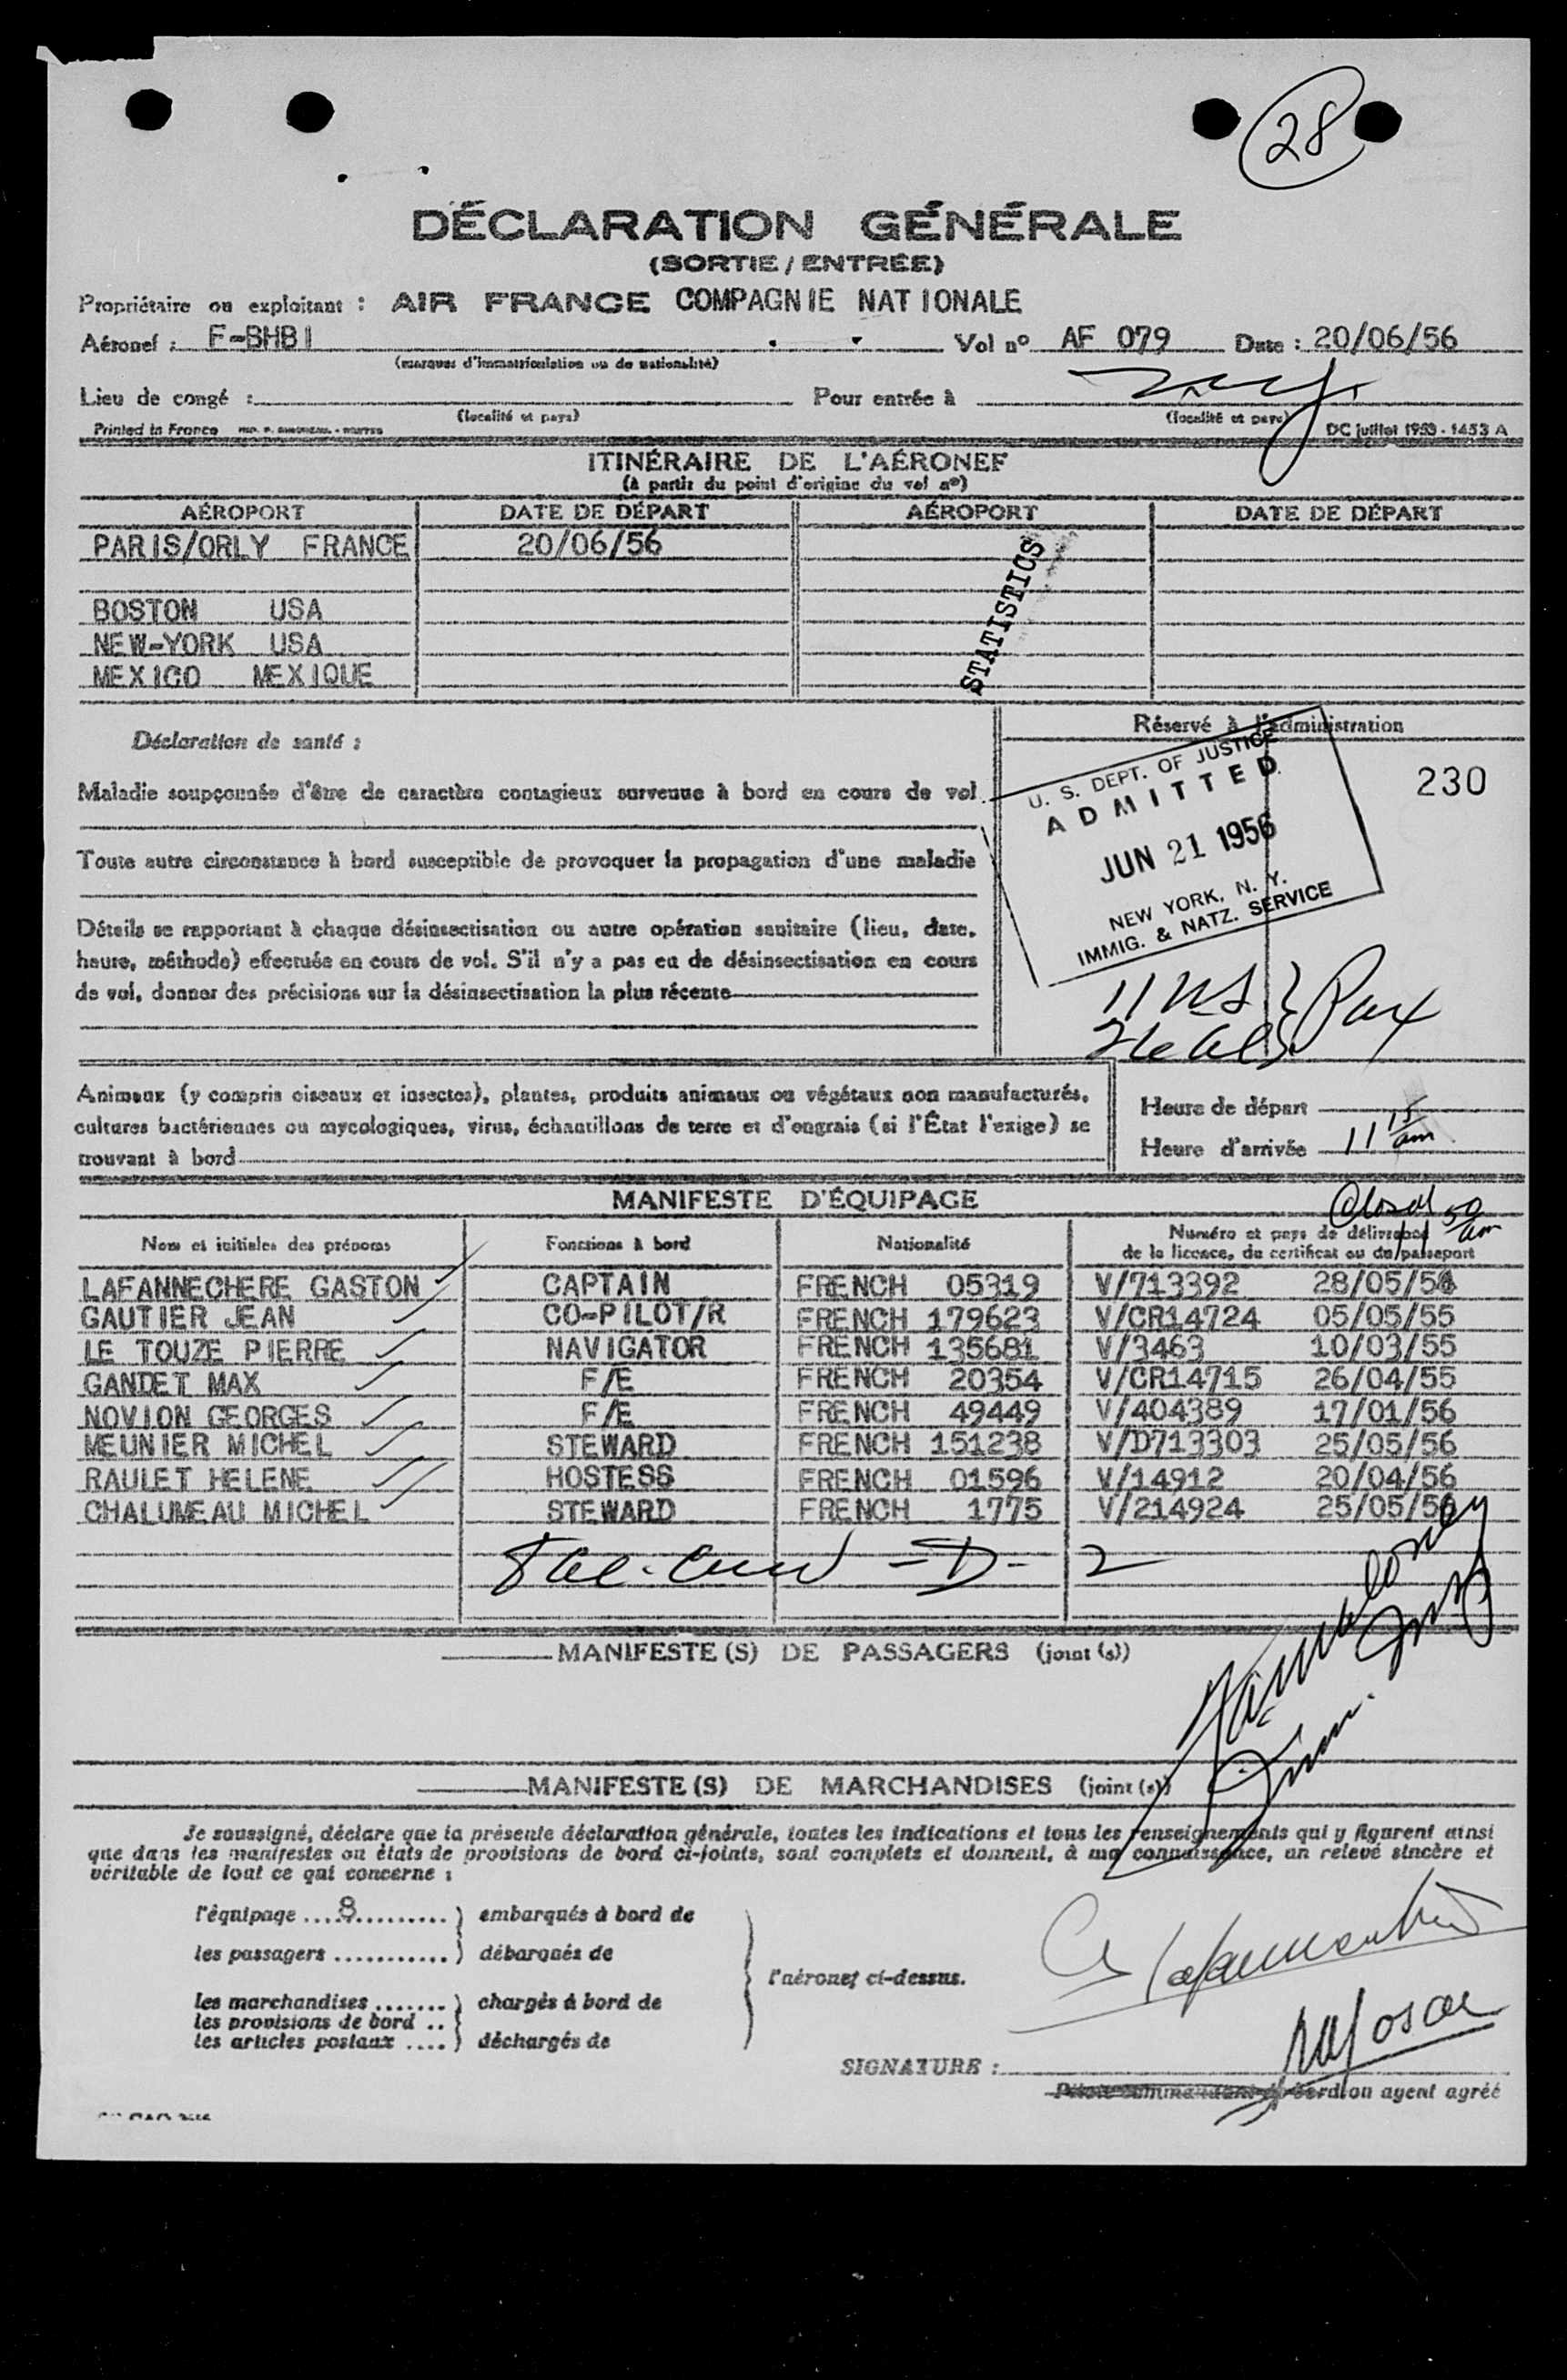 28
DÉCLARATION GÉNÉRALE
(SORTIE / ENTRÉE)
Propriétaire ou exploitant : AIR FRANCE COMPAGNIE NATIONALE
Aéronef : F-BHBI Vol nº AF 079 Date : 20/06/56
(marques d'immatriculation ou de nationalité)
Lieu de congé : Pour entrée à
(localité et pays) (localité et pays)
Printed in France DC juillet 1953 - 1453 A
ITINÉRAIRE DE L'AÉRONEF
(à partir du point d'origine du vol nº)
AÉROPORT DATE DE DÉPART AÉROPORT DATE DE DÉPART
PARIS/ORLY FRANCE 20/06/56
BOSTON USA
NEW-YORK USA
MEXICO MEXIQUE
STATISTICS
Déclaration de santé :
Réservé à l'administration
230
U. S. DEPT. OF JUSTICE
ADMITTED
JUN 21 1956
NEW YORK, N. Y.
IMMIG. & NATZ. SERVICE
Maladie soupçonnée d'être de caractère contagieux survenue à bord en cours de vol
Toute autre circonstance à bord susceptible de provoquer la propagation d'une maladie
Détails se rapportant à chaque désinsectisation ou autre opération sanitaire (lieu, date,
heure, méthode) effectuée en cours de vol. S'il n'y a pas eu de désinsectisation en cours
de vol, donner des précisions sur la désinsectisation la plus récente
Pax
Animaux (y compris oiseaux et insectes), plantes, produits animaux ou végétaux non manufacturés,
cultures bactériennes ou mycologiques, virus, échantillons de terre et d'engrais (si l'État l'exige) se
trouvant à bord
Heure de départ
Heure d'arrivée 11 15 am
MANIFESTE D'ÉQUIPAGE
Closed 11 50 am
Nom et initiales des prénoms Fonctions à bord Nationalité Numéro et pays de délivrance
de la licence, du certificat ou du passeport
LAFANNECHERE GASTON CAPTAIN FRENCH 05319 V/713392 28/05/56
GAUTIER JEAN CO-PILOT/R FRENCH 179623 V/CR14724 05/05/55
LE TOUZE PIERRE NAVIGATOR FRENCH 135681 V/3463 10/03/55
GANDET MAX F/E FRENCH 20354 V/CR14715 26/04/55
NOVION GEORGES F/E FRENCH 49449 V/404389 17/01/56
MEUNIER MICHEL STEWARD FRENCH 151238 V/D713303 25/05/56
RAULET HELENE HOSTESS FRENCH 01596 V/14912 20/04/56
CHALUMEAU MICHEL STEWARD FRENCH 1775 V/214924 25/05/56
8 - D - 2
MANIFESTE (S) DE PASSAGERS (joint (s))
MANIFESTE (S) DE MARCHANDISES (joint (s))
Je soussigné, déclare que la présente déclaration générale, toutes les indications et tous les renseignements qui y figurent ainsi
que dans les manifestes ou états de provisions de bord ci-joints, sont complets et donnent, à ma connaissance, un relevé sincère et
véritable de tout ce qui concerne :
l'équipage ....8......... ) embarqués à bord de
les passagers ........... ) débarqués de
l'aéronef ci-dessus.
les marchandises ....... ) chargés à bord de
les provisions de bord ..
les articles postaux .... ) déchargés de
SIGNATURE :
Pilote commandant de bord ou agent agréé